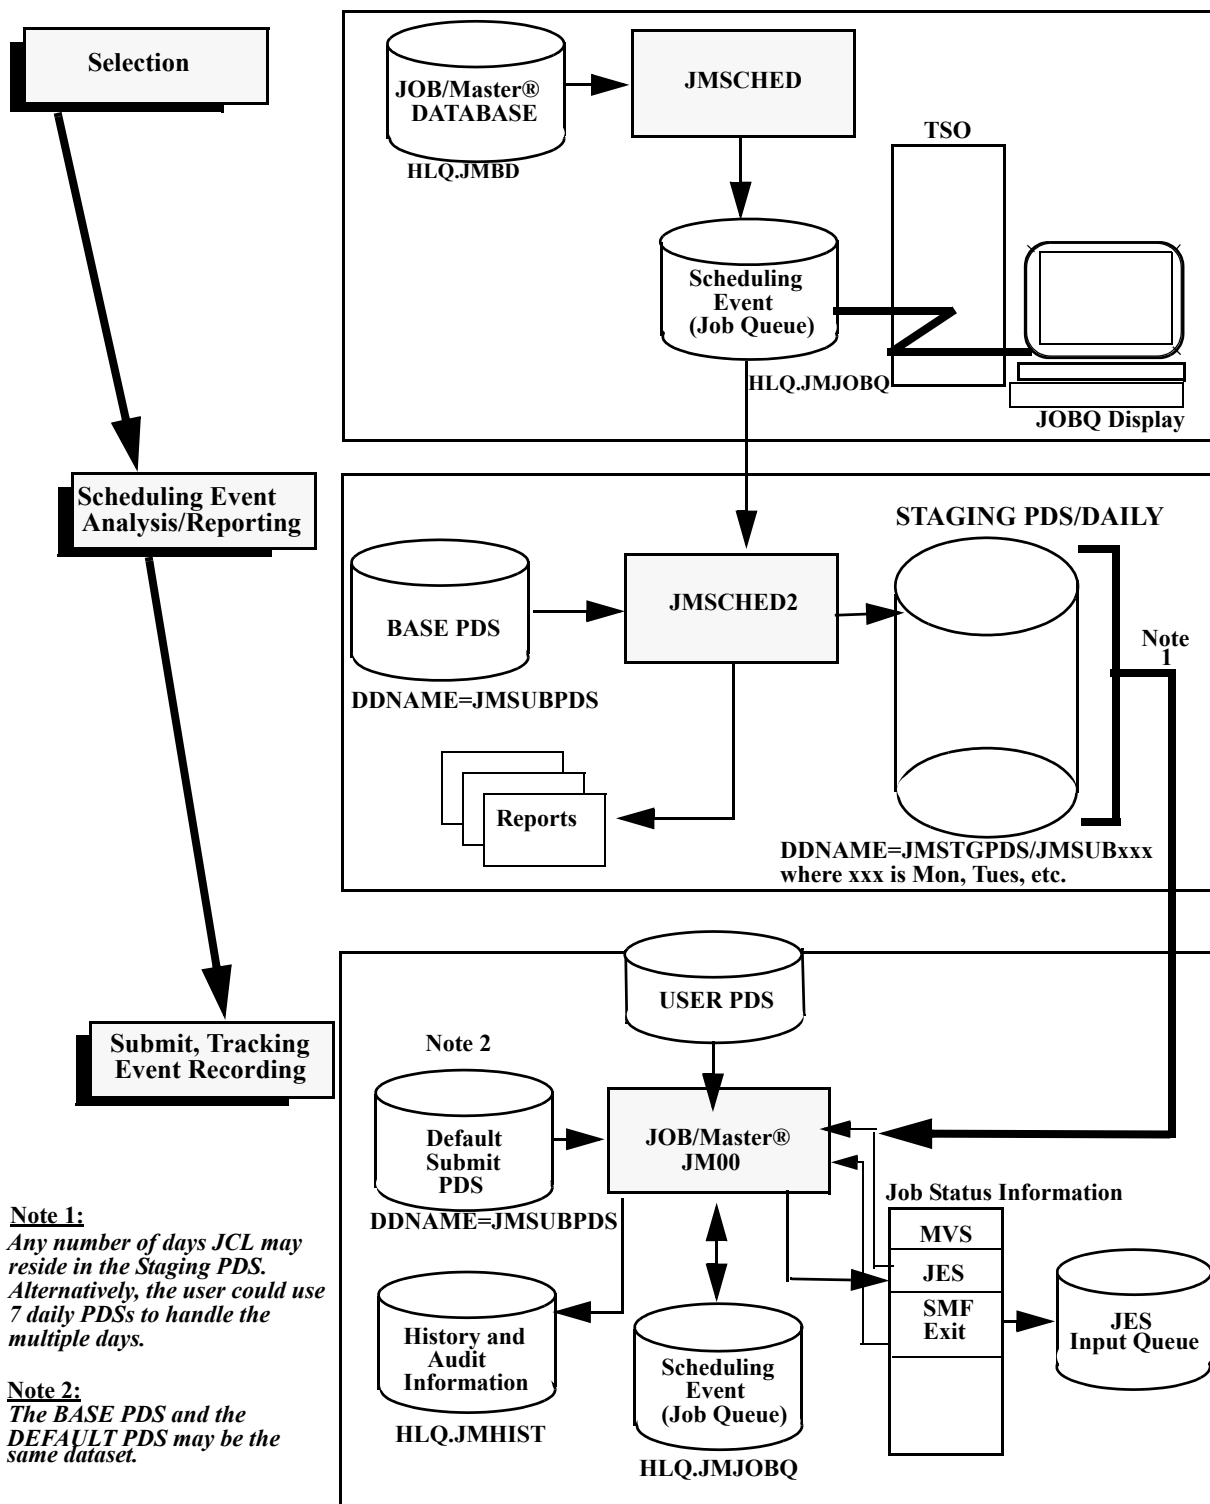 Selection
JOB/Master®
DATABASE
HLQ.JMBD
JMSCHED
TSO
Scheduling
Event
(Job Queue)
HLQ.JMJOBQ
JOBQ Display
Scheduling Event
Analysis/Reporting
STAGING PDS/DAILY
BASE PDS
DDNAME=JMSUBPDS
JMSCHED2
Note
1
Reports
DDNAME=JMSTGPDS/JMSUBxxx
where xxx is Mon, Tues, etc.
Submit, Tracking
Event Recording
USER PDS
Note 2
Default
Submit
PDS
DDNAME=JMSUBPDS
JOB/Master®
JM00
Job Status Information
MVS
JES
SMF
Exit
JES
Input Queue
History and
Audit
Information
HLQ.JMHIST
Scheduling
Event
(Job Queue)
HLQ.JMJOBQ
Note 1:
Any number of days JCL may
reside in the Staging PDS.
Alternatively, the user could use
7 daily PDSs to handle the
multiple days.
Note 2:
The BASE PDS and the
DEFAULT PDS may be the
same dataset.